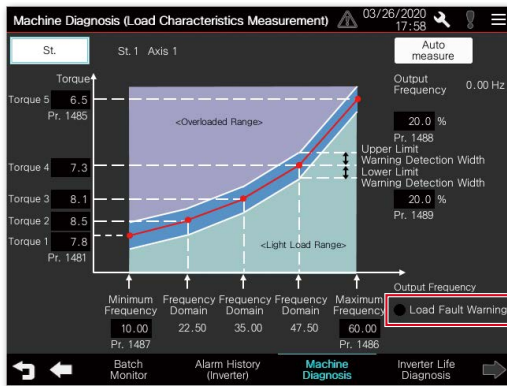 Machine Diagnosis (Load Characteristics Measurement)
03/26/2020
17:58
St.
St. 1 Axis 1
Auto
measure
Torque
Output
Frequency
0.00 Hz
Torque 5 6.5
Pr. 1485
<Overloaded Range>
20.0 %
Pr. 1488
Upper Limit
Warning Detection Width
Lower Limit
Warning Detection Width
20.0 %
Pr. 1489
Torque 4 7.3
Torque 3 8.1
Torque 2 8.5
Torque 1 7.8
Pr. 1481
<Light Load Range>
Output Frequency
Load Fault Warning
Minimum
Frequency
Frequency
Domain
Frequency
Domain
Frequency
Domain
Maximum
Frequency
10.00 22.50 35.00 47.50 60.00
Pr. 1487
Pr. 1486
Batch
Monitor
Alarm History
(Inverter)
Machine
Diagnosis
Inverter Life
Diagnosis